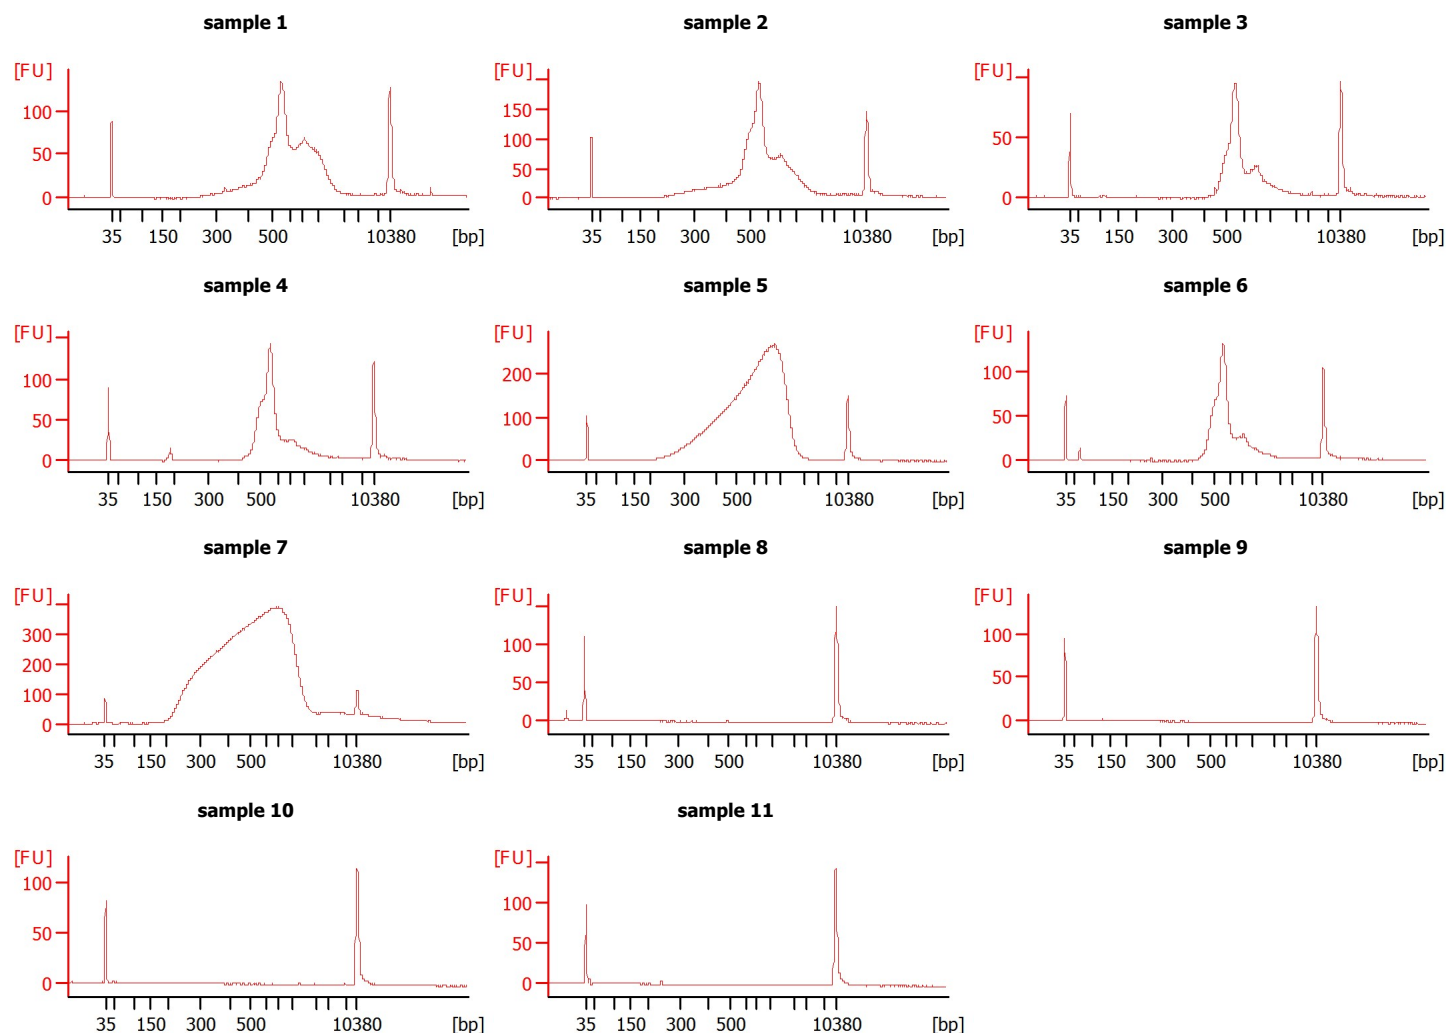 sample 1 sample 2 sample 3
[FU] [FU] [FU]
100 150 50
50 100 0
0 50
0
35 150 300 500 10380 [bp] 35 150 300 500 10380 [bp] 35 150 300 500 10380 [bp]
sample 4 sample 5 sample 6
[FU] [FU] [FU]
100 200 100
50 100 50
0 0 0
35 150 300 500 10380 [bp] 35 150 300 500 10380 [bp] 35 150 300 500 10380 [bp]
sample 7 sample 8 sample 9
[FU] [FU] [FU]
300 100 100
200 50 50
100 0 0
0
35 150 300 500 10380 [bp] 35 150 300 500 10380 [bp] 35 150 300 500 10380 [bp]
sample 10 sample 11
[FU] [FU]
100 100
50 50
0 0
35 150 300 500 10380 [bp] 35 150 300 500 10380 [bp]